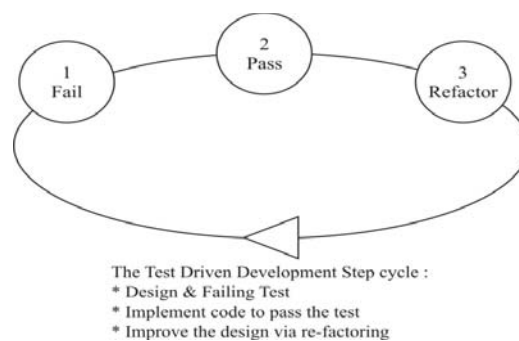 1
Fail
2
Pass
3
Refactor
The Test Driven Development Step cycle :
* Design & Failing Test
* Implement code to pass the test
* Improve the design via re-factoring